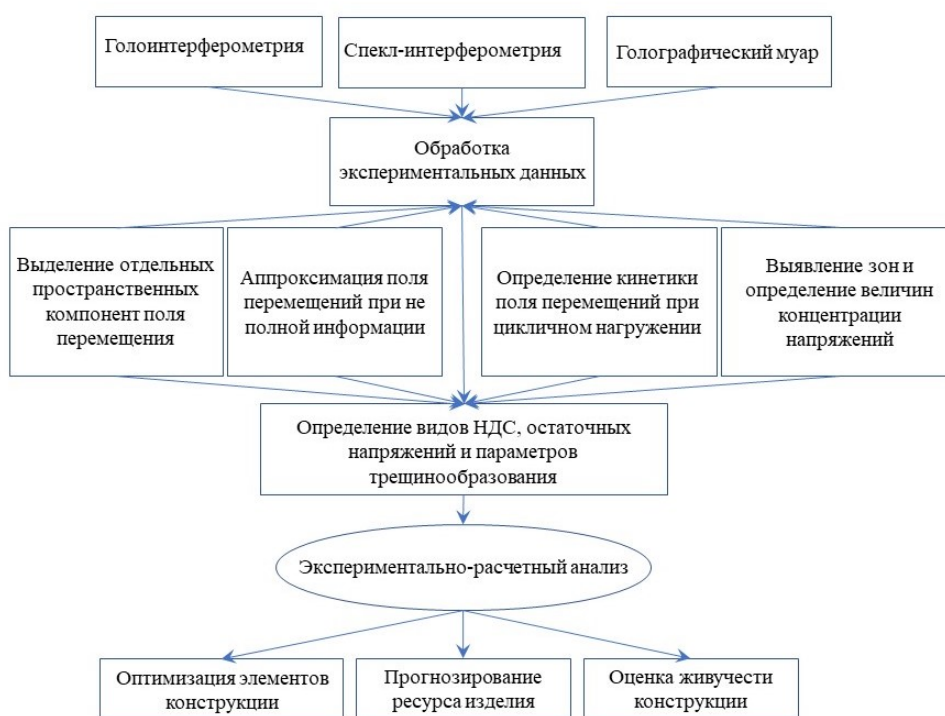 Голоинтерферометрия
Спекл-интерферометрия
Голографический муар
Обработка
экспериментальных данных
Выделение отдельных
пространственных
компонент поля
перемещения
Аппроксимация поля
перемещений при не
полной информации
Определение кинетики
поля перемещений при
цикличном нагружении
Выявление зон и
определение величин
концентрации
напряжений
Определение видов НДС, остаточных
напряжений и параметров
трещинообразования
Экспериментально-расчетный анализ
Оптимизация элементов
конструкции
Прогнозирование
ресурса изделия
Оценка живучести
конструкции